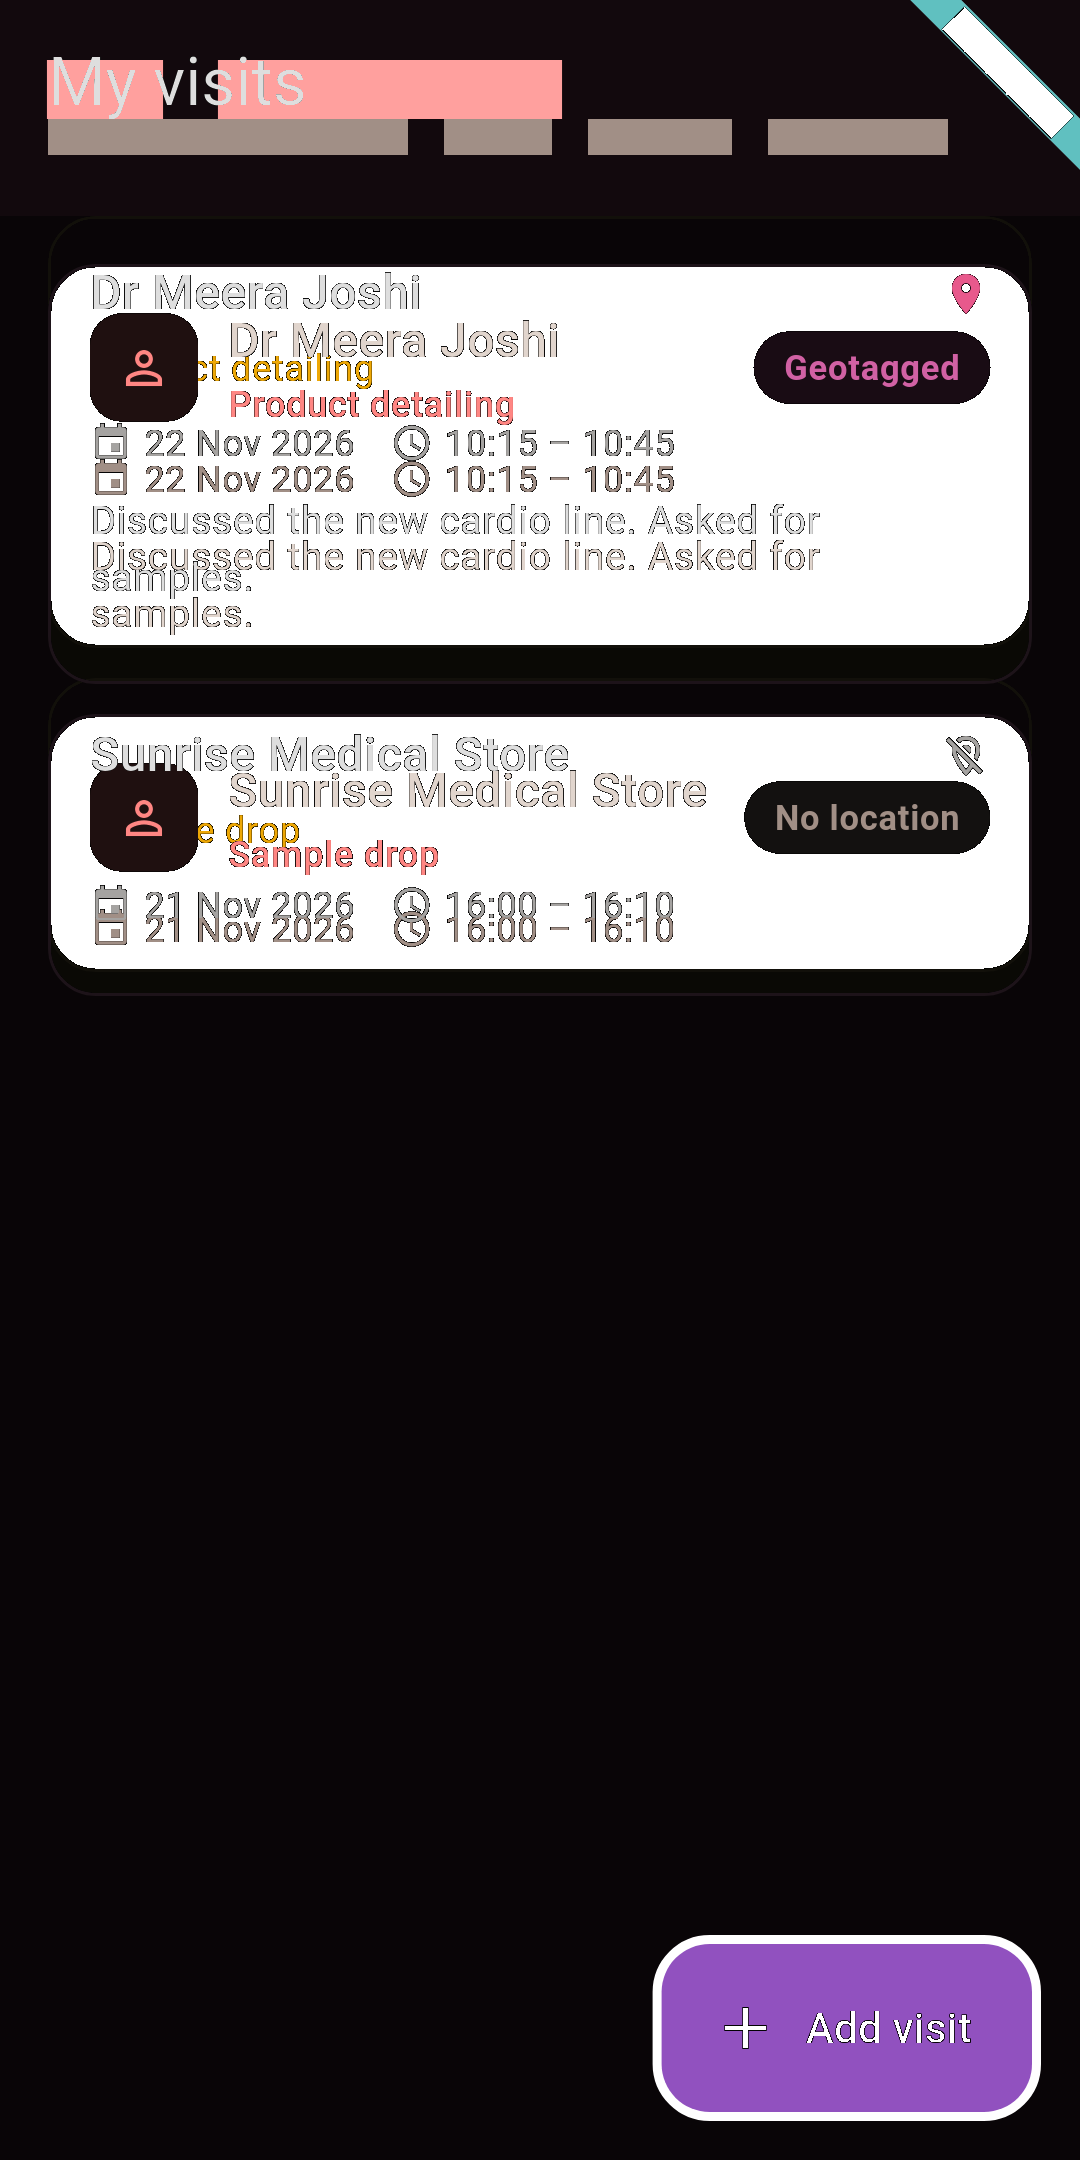 My visits
Dr Meera Joshi
Dr Meera Joshi
ct detailing
Geotagged
Product detailing
22 Nov 2026 10:15 – 10:45
22 Nov 2026 10:15 – 10:45
Discussed the new cardio line. Asked for
Discussed the new cardio line. Asked for
samples.
samples.
Sunrise Medical Store
Sunrise Medical Store
No location
e drop
Sample drop
21 Nov 2026 16:00 – 16:10
21 Nov 2026 16:00 – 16:10
Add visit